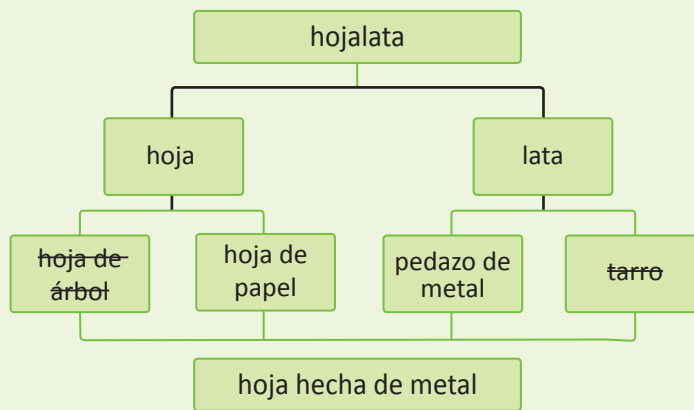 hojalata
hoja
lata
hoja de
árbol
hoja de
papel
pedazo de
metal
tarro
hoja hecha de metal